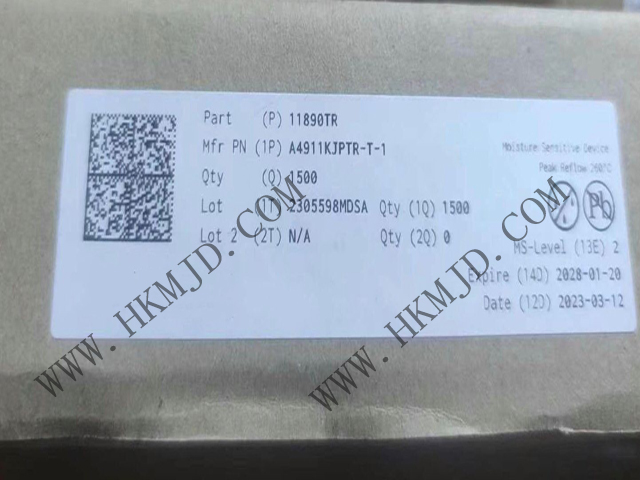 Part (P) 11890TR
Mfr PN (1P) A4911KJPTR-T-1
Qty (Q) 1500
Lot (1T) 2305598MDSA Qty (1Q) 1500
Lot 2 (2T) N/A Qty (2Q) 0
Moisture Sensitive Device
Peak Reflow 260°C
Pb
MS-Level (13E) 2
Expire (14D) 2028-01-20
Date (12D) 2023-03-12
WWW.HKMJD.COM
WWW.HKMJD.COM